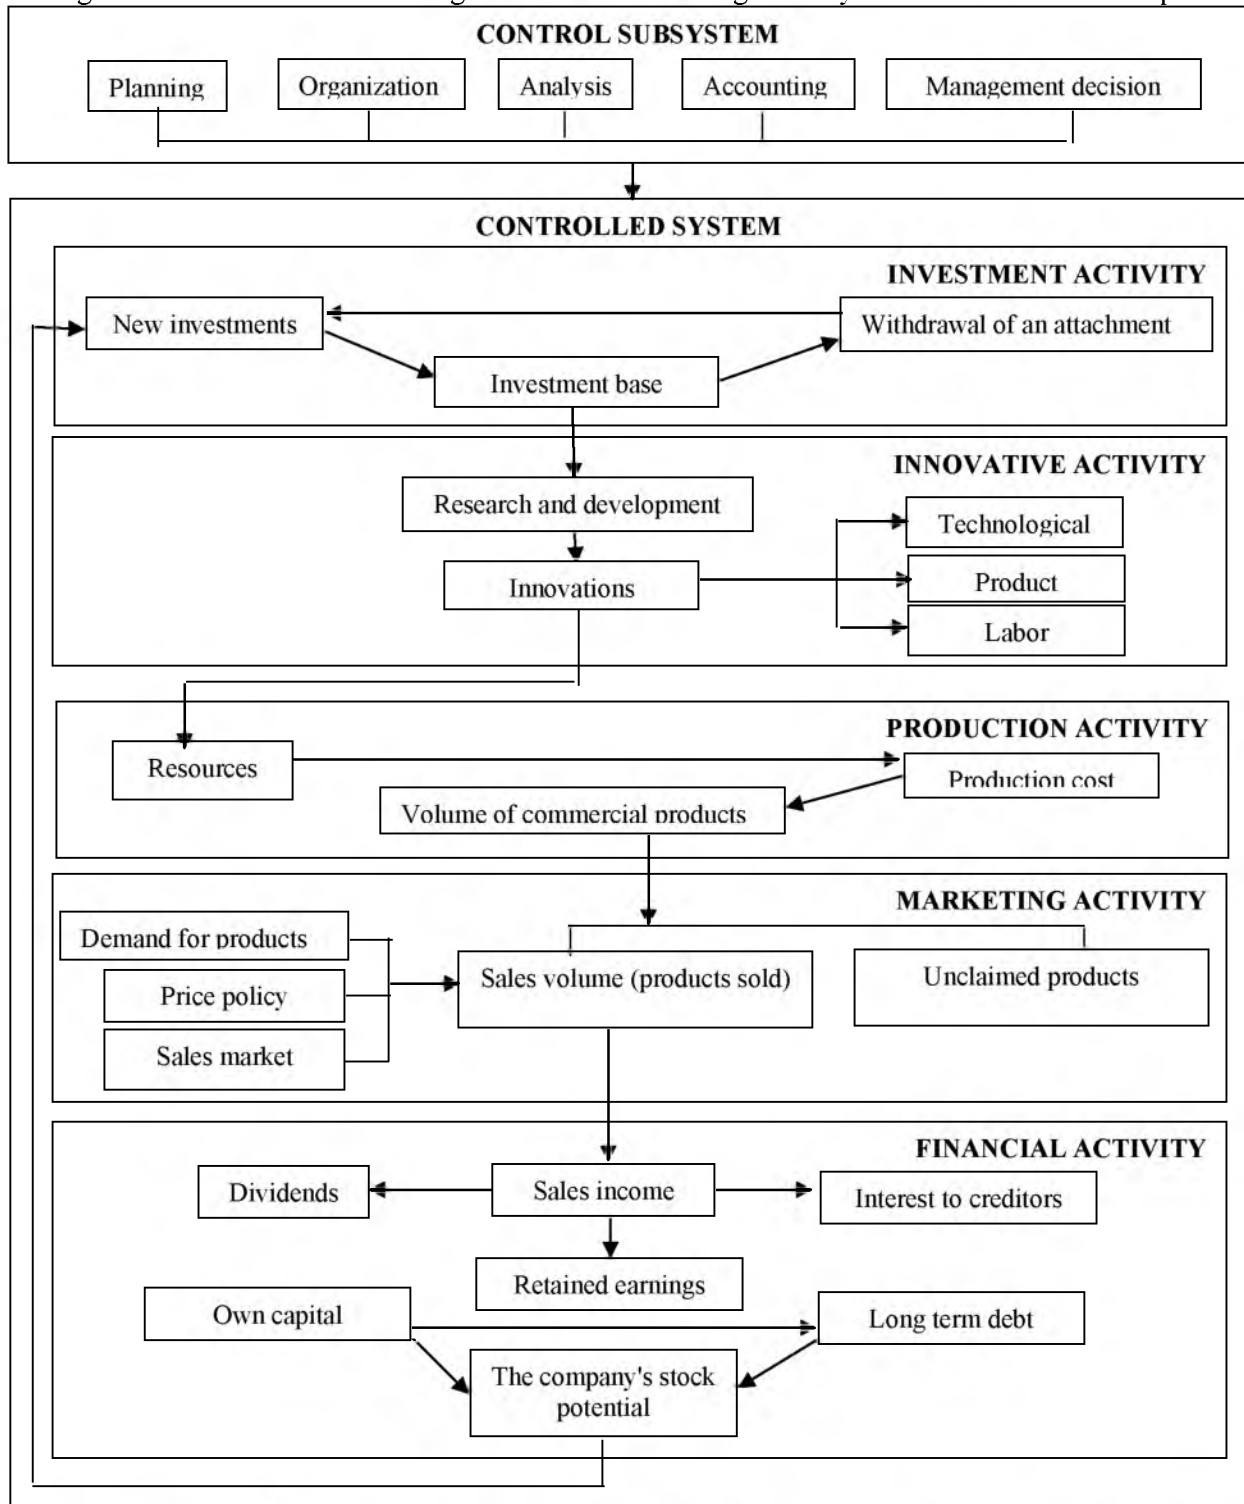 CONTROL SUBSYSTEM
Planning
Organization
Analysis
Accounting
Management decision
CONTROLLED SYSTEM
INVESTMENT ACTIVITY
New investments
Withdrawal of an attachment
Investment base
INNOVATIVE ACTIVITY
Research and development
Technological
Innovations
Product
Labor
PRODUCTION ACTIVITY
Resources
Production cost
Volume of commercial products
MARKETING ACTIVITY
Demand for products
Price policy
Sales market
Sales volume (products sold)
Unclaimed products
FINANCIAL ACTIVITY
Dividends
Sales income
Interest to creditors
Retained earnings
Own capital
Long term debt
The company's stock
potential